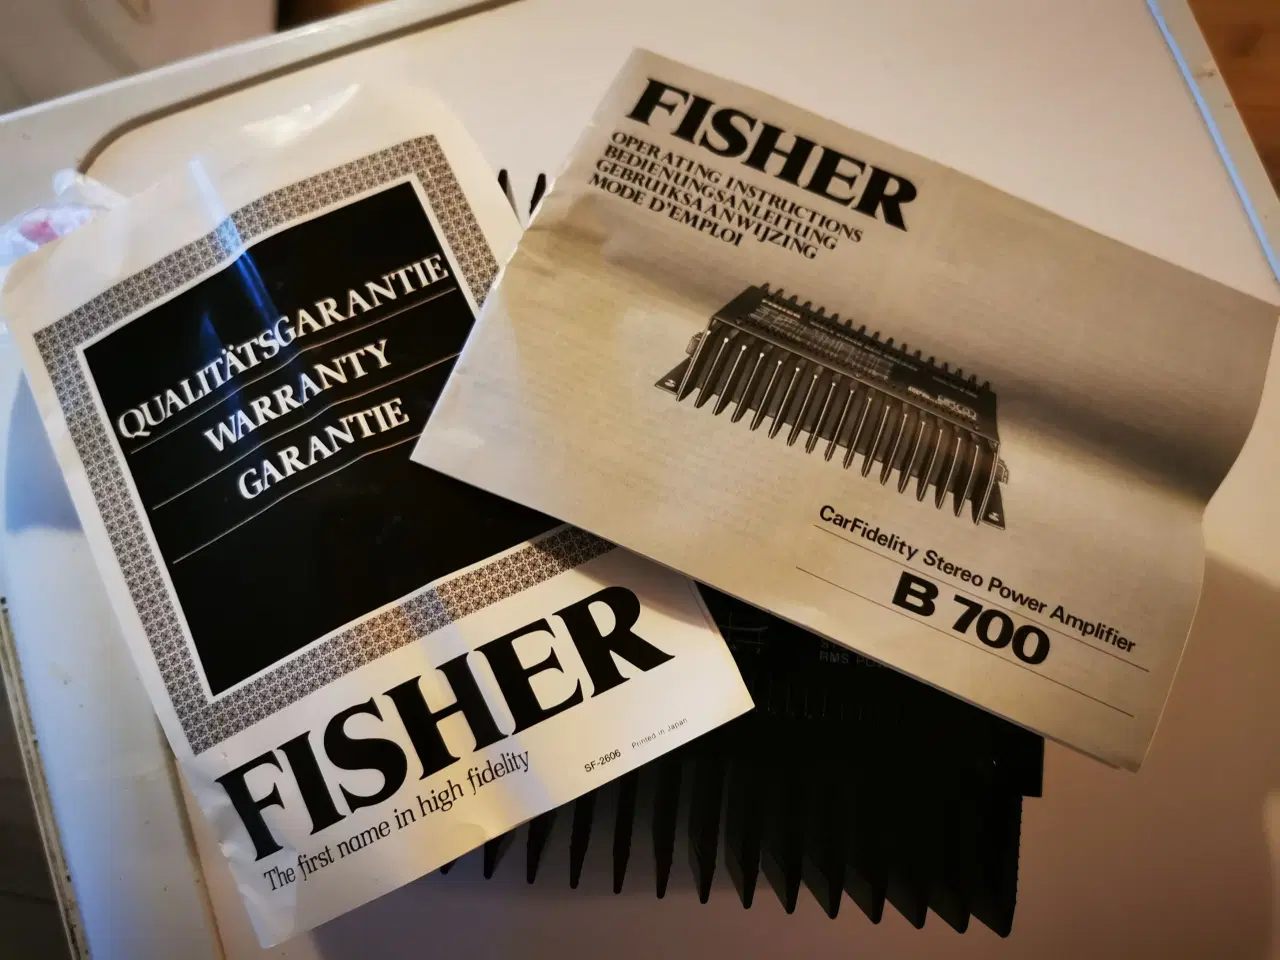 QUALITÄTSGARANTIE
WARRANTY
GARANTIE
FISHER
The first name in high fidelity
SF-2606 Printed in Japan
FISHER
OPERATING INSTRUCTIONS
BEDIENUNGSANLEITUNG
GEBRUIKSAANWIJZING
MODE D'EMPLOI
CarFidelity Stereo Power Amplifier
B 700
RMS